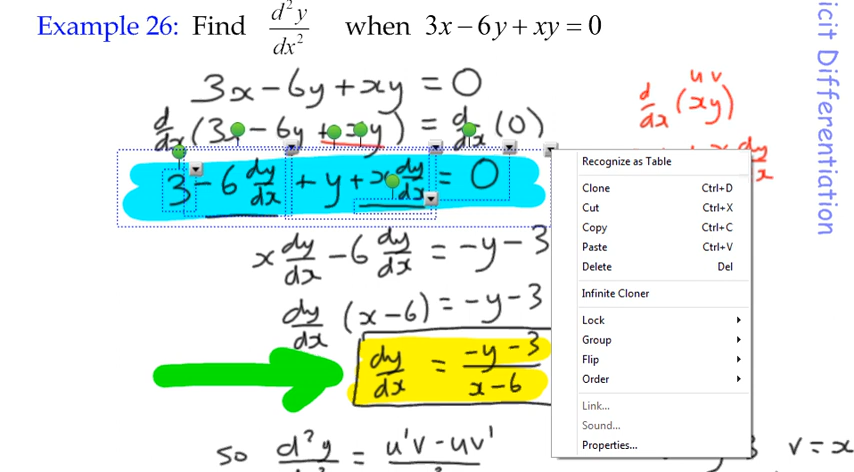 Example 26: Find d²y/dx² when 3x – 6y + xy = 0
3x – 6y + xy = 0
d/dx (3x – 6y + xy) = d/dx (0)
3 – 6 dy/dx + y + x dy/dx = 0
x dy/dx – 6 dy/dx = –y – 3
dy/dx (x – 6) = –y – 3
dy/dx = (–y – 3)/(x – 6)
so d²y = u'v – uv'
v = x
u v
d/dx (xy)
dy
x
icit Differentiation
Recognize as Table
Clone Ctrl+D
Cut Ctrl+X
Copy Ctrl+C
Paste Ctrl+V
Delete Del
Infinite Cloner
Lock
Group
Flip
Order
Link...
Sound...
Properties...